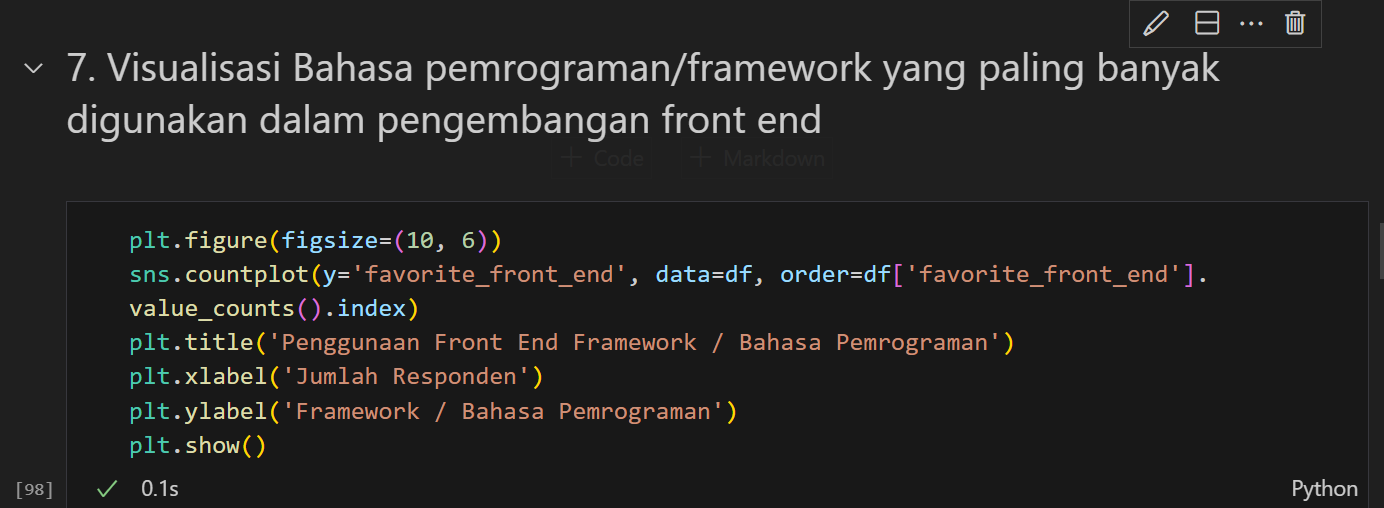 7. Visualisasi Bahasa pemrograman/framework yang paling banyak
digunakan dalam pengembangan front end
+ Code + Markdown
plt.figure(figsize=(10, 6))
sns.countplot(y='favorite_front_end', data=df, order=df['favorite_front_end'].
value_counts().index)
plt.title('Penggunaan Front End Framework / Bahasa Pemrograman')
plt.xlabel('Jumlah Responden')
plt.ylabel('Framework / Bahasa Pemrograman')
plt.show()
[98] 0.1s Python